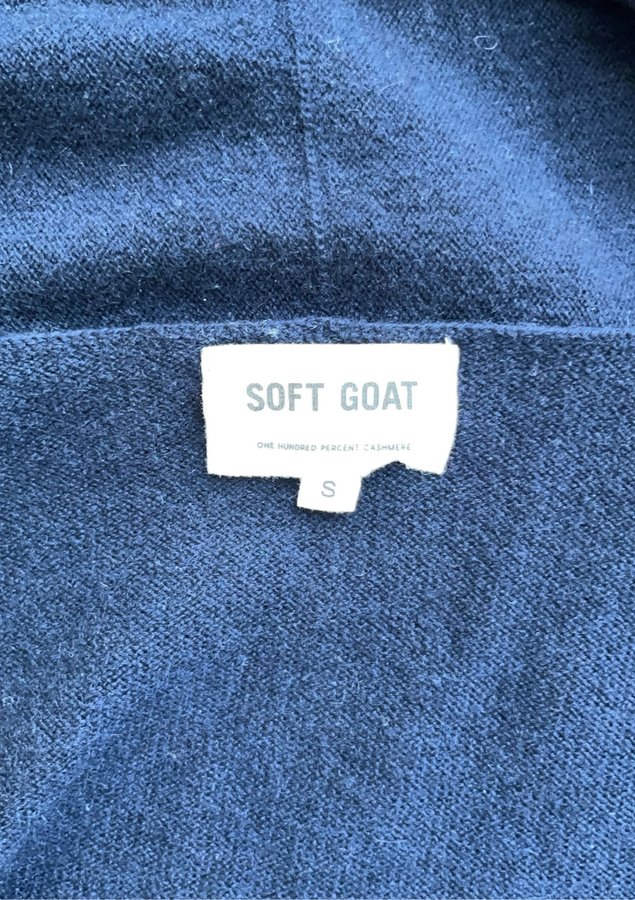 SOFT GOAT
ONE HUNDRED PERCENT CASHMERE
S